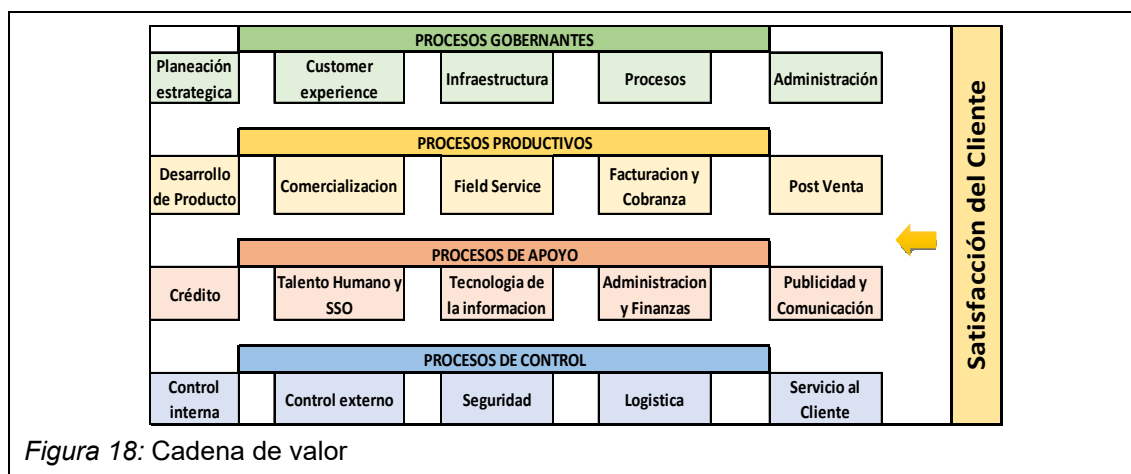 PROCESOS GOBERNANTES
Planeación
estrategica
Customer
experience
Infraestructura
Procesos
Administración
PROCESOS PRODUCTIVOS
Desarrollo
de Producto
Comercializacion
Field Service
Facturacion y
Cobranza
Post Venta
PROCESOS DE APOYO
Crédito
Talento Humano y
SSO
Tecnologia de
la informacion
Administracion
y Finanzas
Publicidad y
Comunicación
PROCESOS DE CONTROL
Control
interna
Control externo
Seguridad
Logistica
Servicio al
Cliente
Satisfacción del Cliente
Figura 18: Cadena de valor